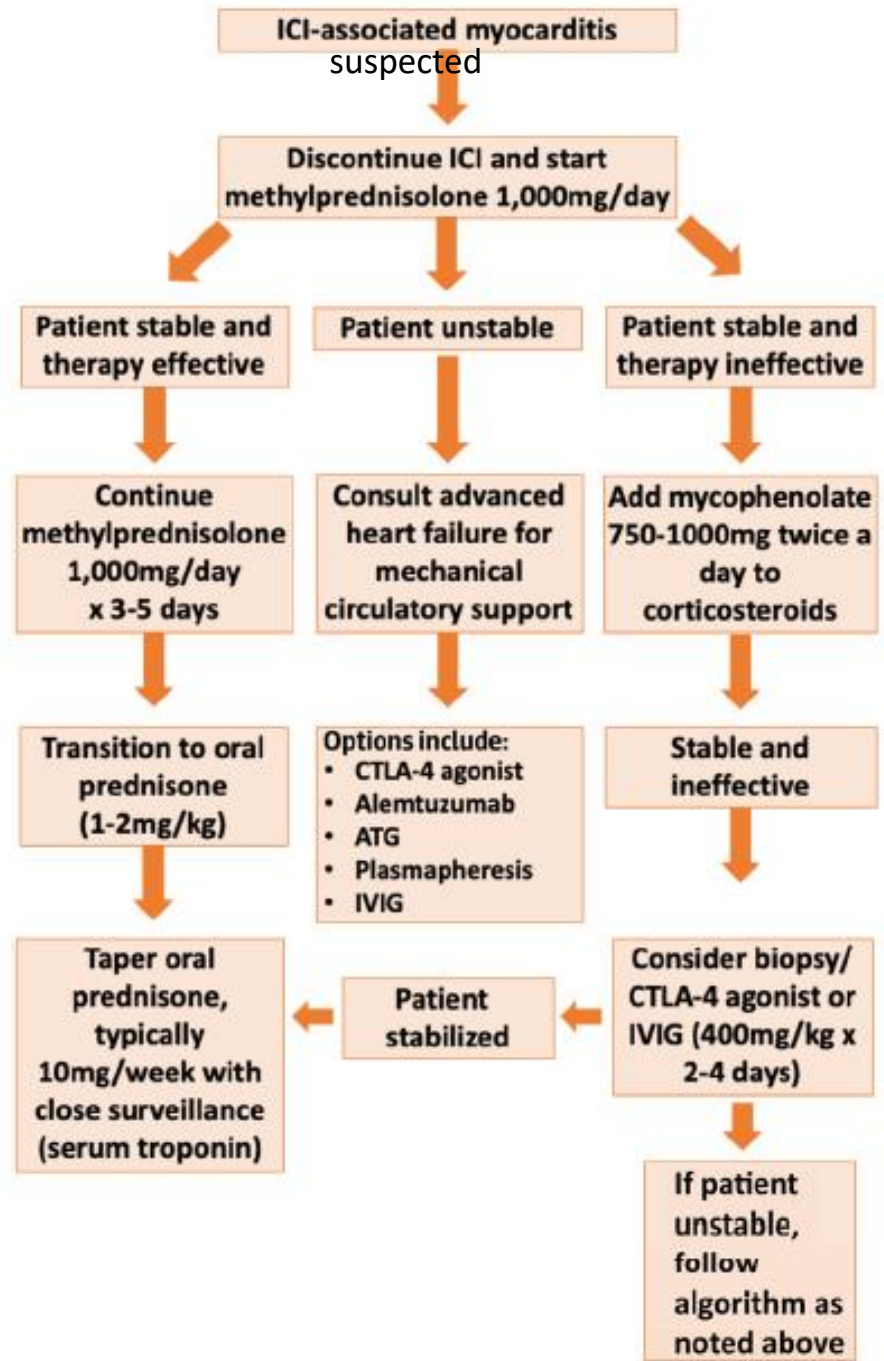 ICI-associated myocarditis
suspected
Discontinue ICI and start
methylprednisolone 1,000mg/day
Patient stable and
therapy effective
Patient unstable
Patient stable and
therapy ineffective
Continue
methylprednisolone
1,000mg/day
x 3-5 days
Consult advanced
heart failure for
mechanical
circulatory support
Add mycophenolate
750-1000mg twice a
day to
corticosteroids
Transition to oral
prednisone
(1-2mg/kg)
Options include:
• CTLA-4 agonist
• Alemtuzumab
• ATG
• Plasmapheresis
• IVIG
Stable and
ineffective
Taper oral
prednisone,
typically
10mg/week with
close surveillance
(serum troponin)
Patient
stabilized
Consider biopsy/
CTLA-4 agonist or
IVIG (400mg/kg x
2-4 days)
If patient
unstable,
follow
algorithm as
noted above